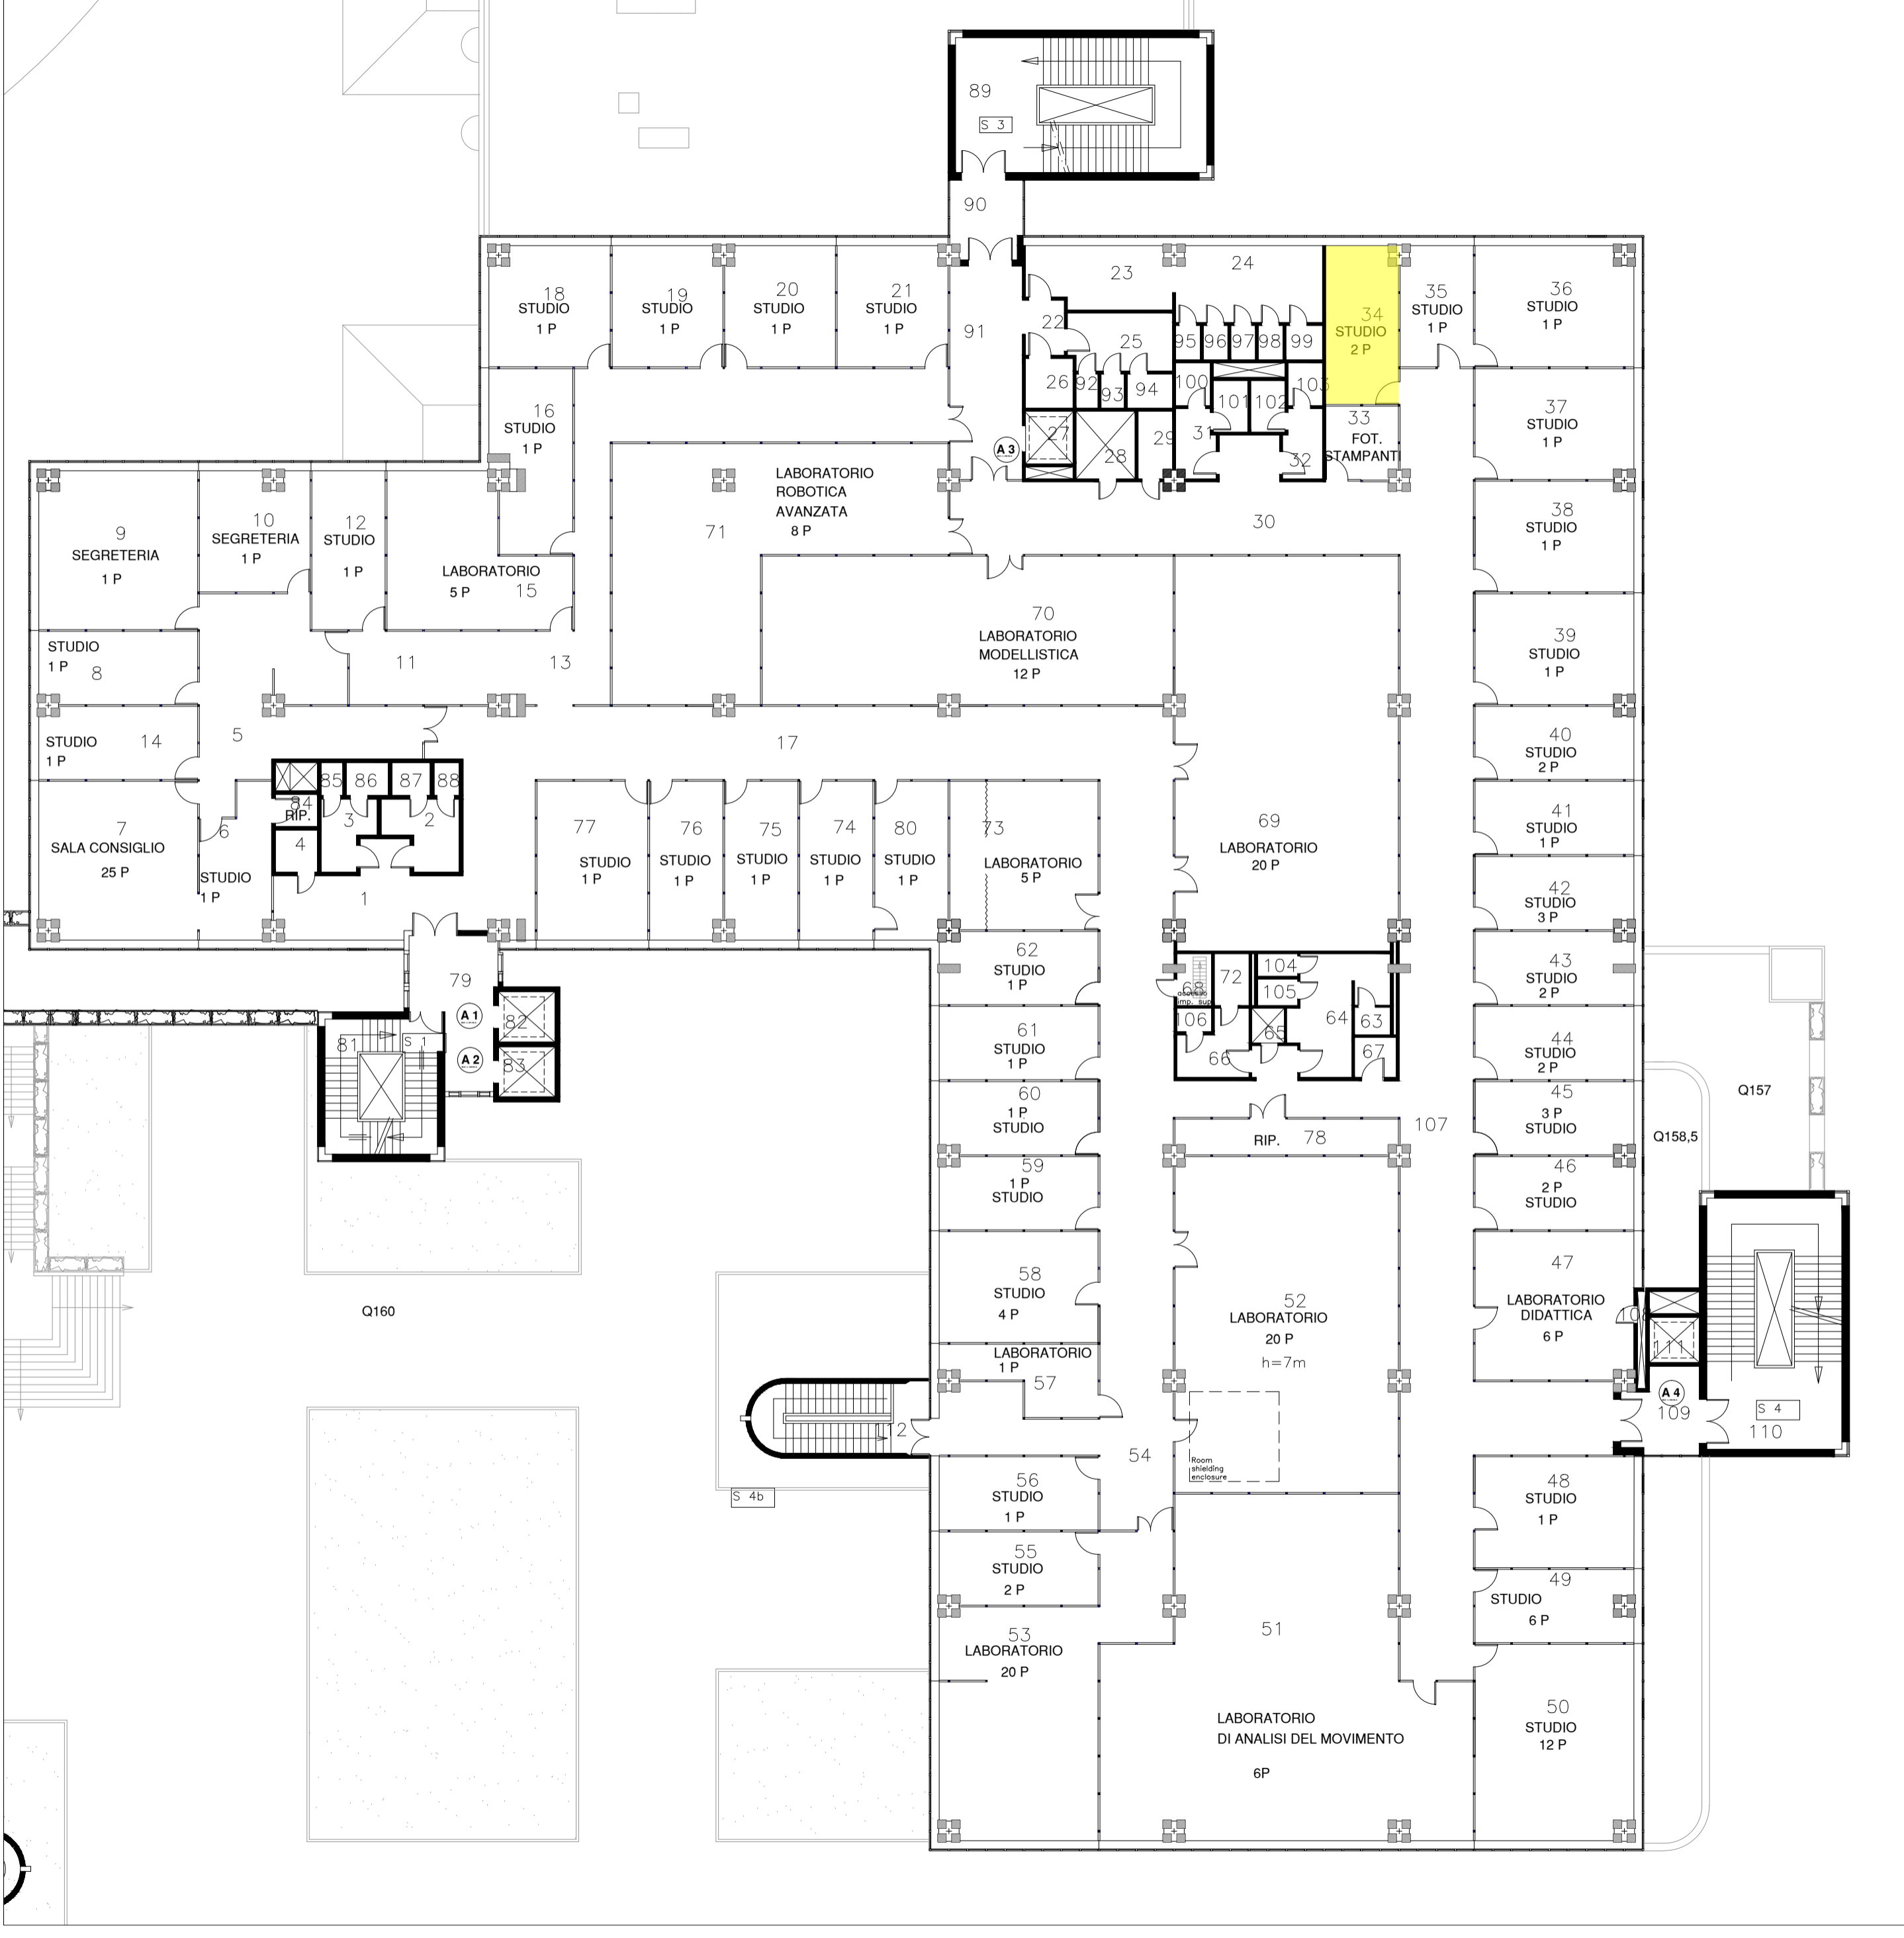 89
S 3
90
18
STUDIO
1 P
19
STUDIO
1 P
20
STUDIO
1 P
21
STUDIO
1 P
91
22
23
24
25
26
92
93
94
95
96
97
98
99
100
101
102
103
27
28
29
31
32
A 3
34
STUDIO
2 P
33
FOT.
STAMPANTI
35
STUDIO
1 P
36
STUDIO
1 P
37
STUDIO
1 P
38
STUDIO
1 P
39
STUDIO
1 P
40
STUDIO
2 P
41
STUDIO
1 P
42
STUDIO
3 P
43
STUDIO
2 P
44
STUDIO
2 P
45
3 P
STUDIO
46
2 P
STUDIO
47
LABORATORIO
DIDATTICA
6 P
48
STUDIO
1 P
49
STUDIO
6 P
50
STUDIO
12 P
16
STUDIO
1 P
9
SEGRETERIA
1 P
10
SEGRETERIA
1 P
12
STUDIO
1 P
LABORATORIO
5 P
15
STUDIO
1 P
8
11
13
STUDIO
1 P
14
5
17
7
SALA CONSIGLIO
25 P
6
STUDIO
1 P
84
RIP.
4
85
86
87
88
3
2
1
71
LABORATORIO
ROBOTICA
AVANZATA
8 P
30
70
LABORATORIO
MODELLISTICA
12 P
69
LABORATORIO
20 P
77
STUDIO
1 P
76
STUDIO
1 P
75
STUDIO
1 P
74
STUDIO
1 P
80
STUDIO
1 P
73
LABORATORIO
5 P
79
A 1
A 2
82
83
81
S 1
62
STUDIO
1 P
61
STUDIO
1 P
60
1 P
STUDIO
59
1 P
STUDIO
58
STUDIO
4 P
LABORATORIO
1 P
57
68
72
104
105
106
65
66
64
63
67
107
RIP.
78
52
LABORATORIO
20 P
h=7m
Room
shielding
enclosure
54
56
STUDIO
1 P
55
STUDIO
2 P
53
LABORATORIO
20 P
51
LABORATORIO
DI ANALISI DEL MOVIMENTO
6P
S 4b
Q160
Q157
Q158,5
111
A 4
109
S 4
110